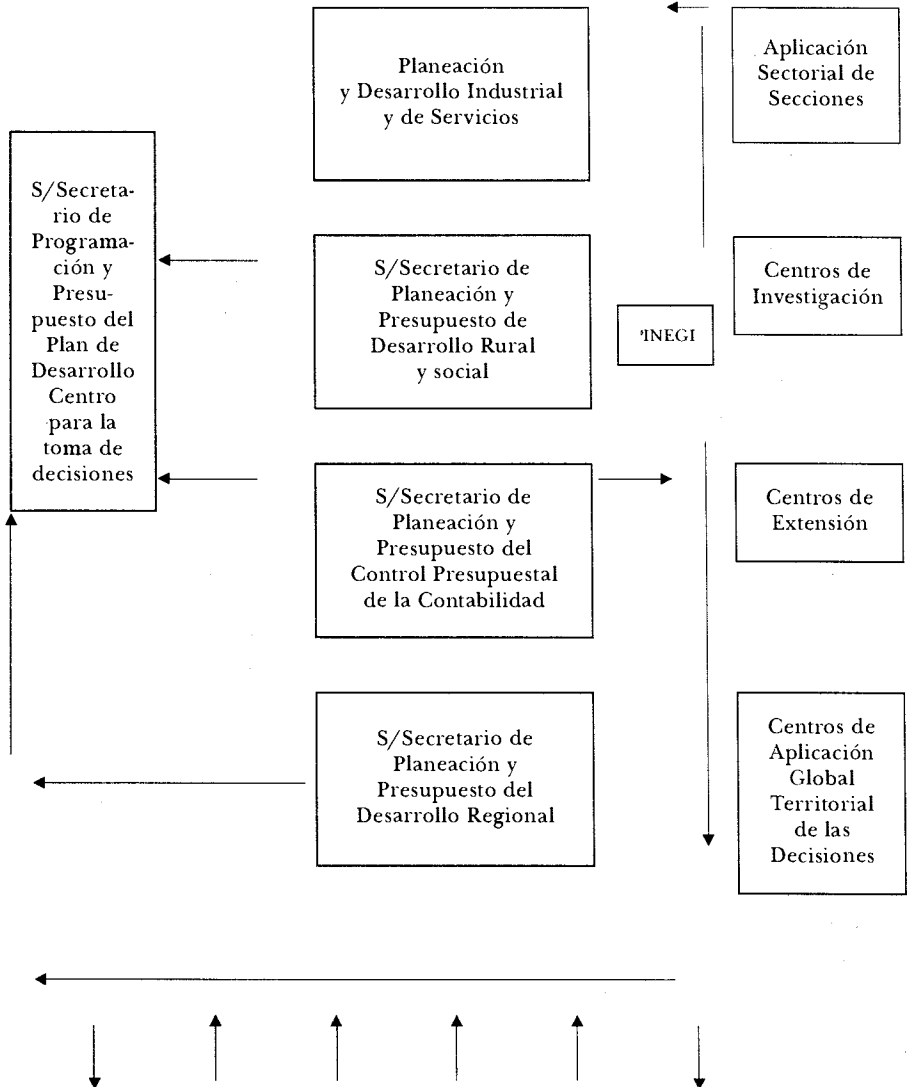 Planeación
y Desarrollo Industrial
y de Servicios
Aplicación
Sectorial de
Secciones
S/Secreta-
rio de
Programa-
ción y
Presu-
puesto del
Plan de
Desarrollo
Centro
para la
toma de
decisiones
S/Secretario de
Planeación y
Presupuesto de
Desarrollo Rural
y social
'INEGI
Centros de
Investigación
S/Secretario de
Planeación y
Presupuesto del
Control Presupuestal
de la Contabilidad
Centros de
Extensión
S/Secretario de
Planeación y
Presupuesto del
Desarrollo Regional
Centros de
Aplicación
Global
Territorial
de las
Decisiones